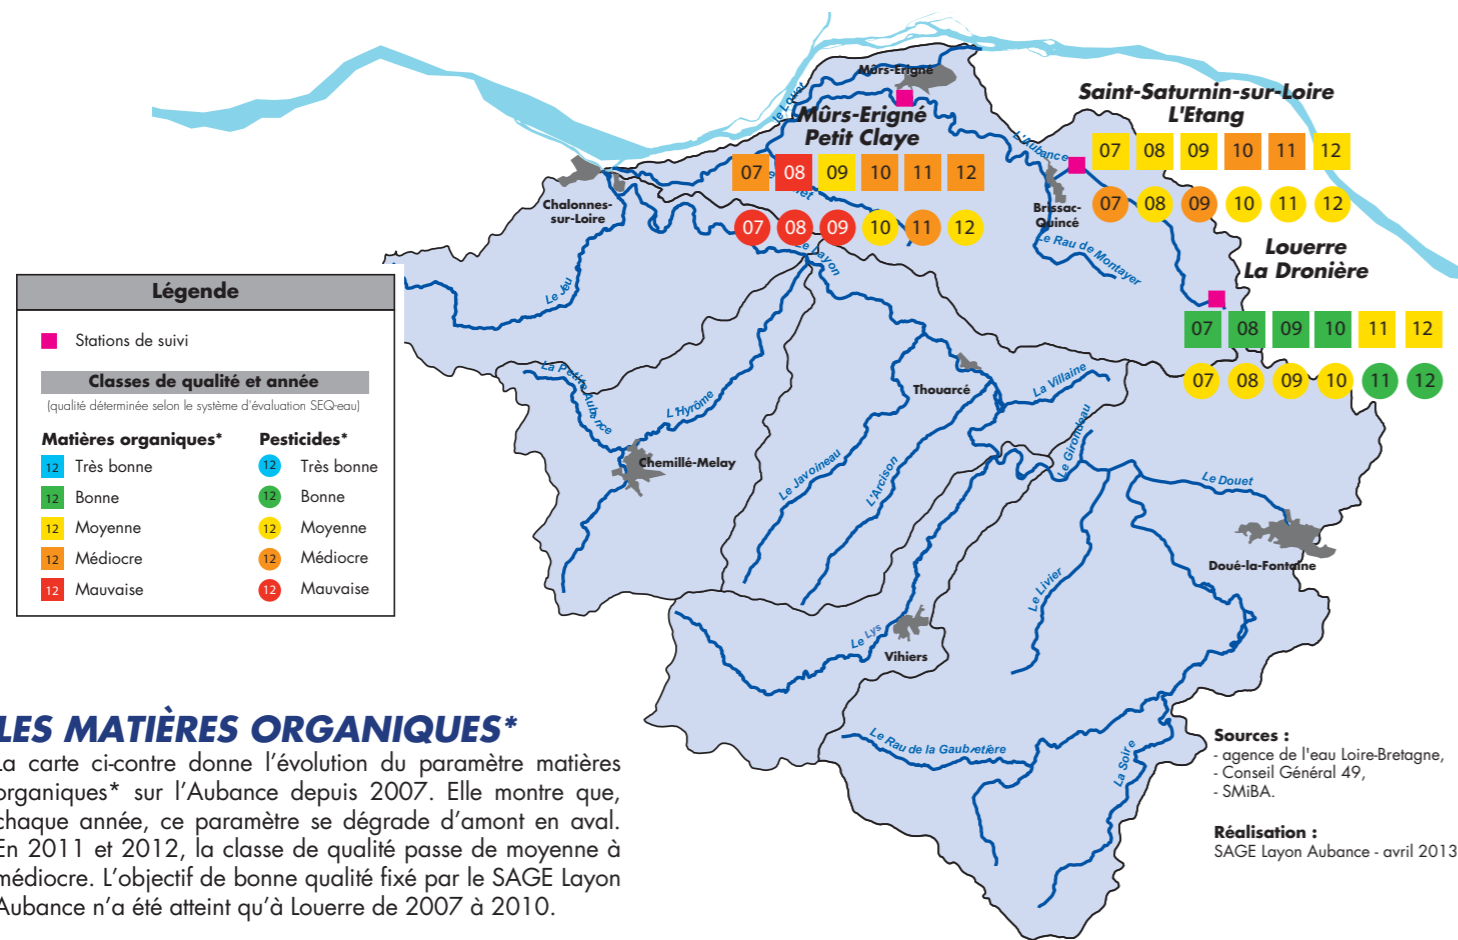 Mûrs-Erigné
Saint-Saturnin-sur-Loire
L'Etang
le Louet
Mûrs-Erigné
Petit Claye
L'Aubance
07 08 09 10 11 12
07 08 09 10 11 12
Chalonnes-
sur-Loire
Brissac-
Quincé
07 08 09 10 11 12
07 08 09 10 11 12
Le Rau de Montayer
Louerre
La Dronière
Le Layon
Le Jeu
07 08 09 10 11 12
07 08 09 10 11 12
Légende
Stations de suivi
Classes de qualité et année
(qualité déterminée selon le système d'évaluation SEQ-eau)
Matières organiques* Pesticides*
12 Très bonne 12 Très bonne
12 Bonne 12 Bonne
12 Moyenne 12 Moyenne
12 Médiocre 12 Médiocre
12 Mauvaise 12 Mauvaise
La Petite Aubance
L'Hyrôme
Thouarcé
La Villaine
Chemillé-Melay
Le Javoineau
L'Arcison
Le Girondeau
Le Douet
Doué-la-Fontaine
Le Livier
Le Lys
Vihiers
Le Rau de la Gaubretière
La Soire
LES MATIÈRES ORGANIQUES*
La carte ci-contre donne l'évolution du paramètre matières
organiques* sur l'Aubance depuis 2007. Elle montre que,
chaque année, ce paramètre se dégrade d'amont en aval.
En 2011 et 2012, la classe de qualité passe de moyenne à
médiocre. L'objectif de bonne qualité fixé par le SAGE Layon
Aubance n'a été atteint qu'à Louerre de 2007 à 2010.
Sources :
- agence de l'eau Loire-Bretagne,
- Conseil Général 49,
- SMiBA.
Réalisation :
SAGE Layon Aubance - avril 2013